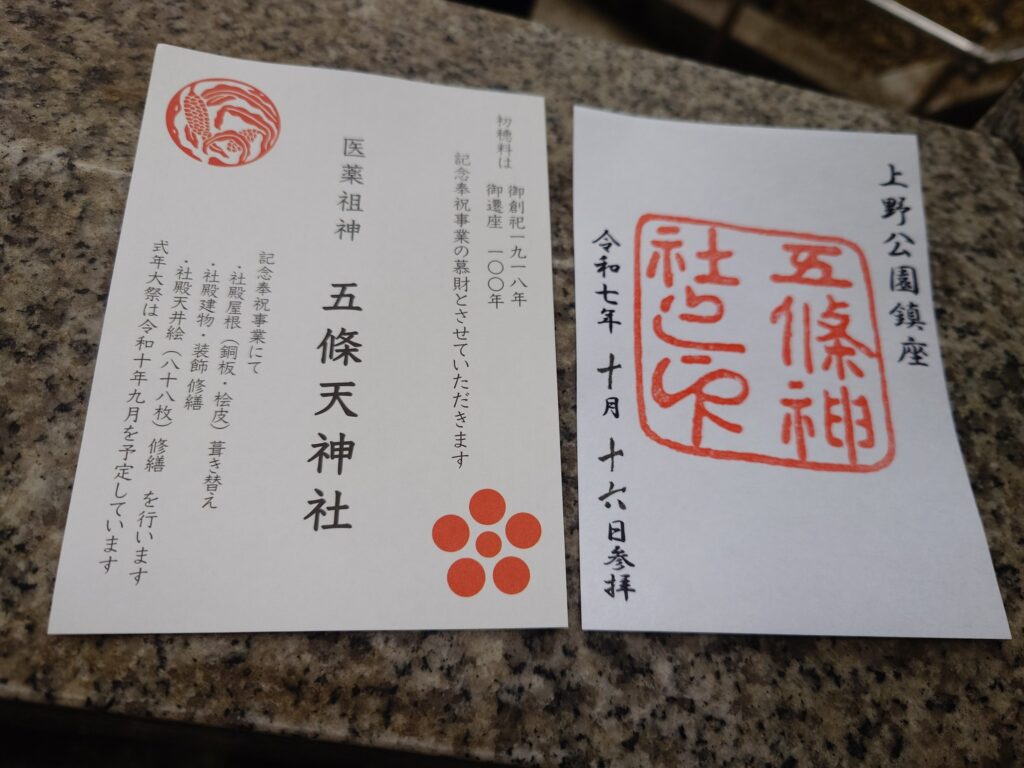 初穂料は
御創祀一九一八年
御遷座 一〇〇年
記念奉祝事業の募財とさせていただきます
医薬祖神 五條天神社
記念奉祝事業にて
・社殿屋根（銅板・桧皮）葺き替え
・社殿建物・装飾 修繕
・社殿天井絵（八十八枚）修繕 を行います
式年大祭は令和十年九月を予定しています
上野公園鎮座
五條神
社之印
令和七年 十月 十六日参拝